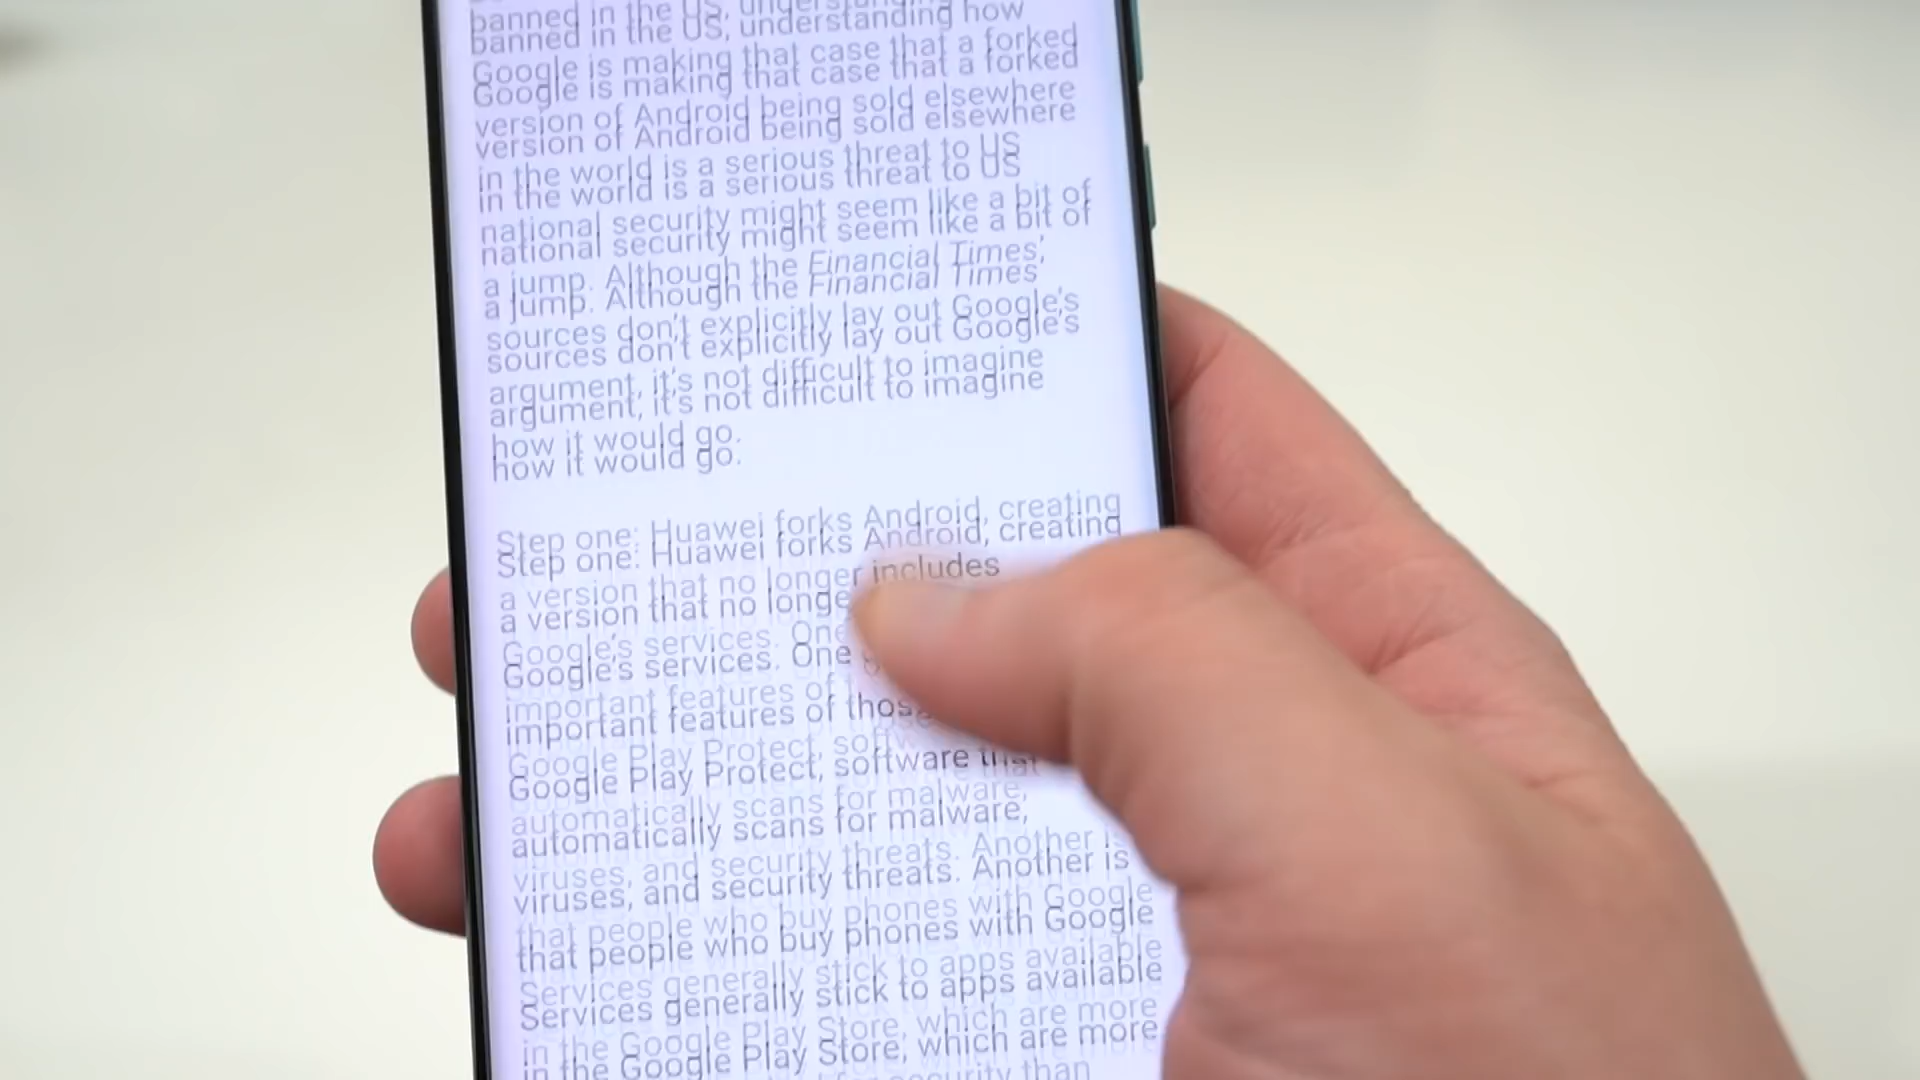 banned in the US, understanding how
Google is making that case that a forked
version of Android being sold elsewhere
in the world is a serious threat to US
national security might seem like a bit of
a jump. Although the Financial Times'
sources don't explicitly lay out Google's
argument, it's not difficult to imagine
how it would go.
Step one: Huawei forks Android, creating
a version that no longer includes
Google's services. One
important features of those
Google Play Protect, software that
automatically scans for malware,
viruses, and security threats. Another is
that people who buy phones with Google
Services generally stick to apps available
in the Google Play Store, which are more
security than